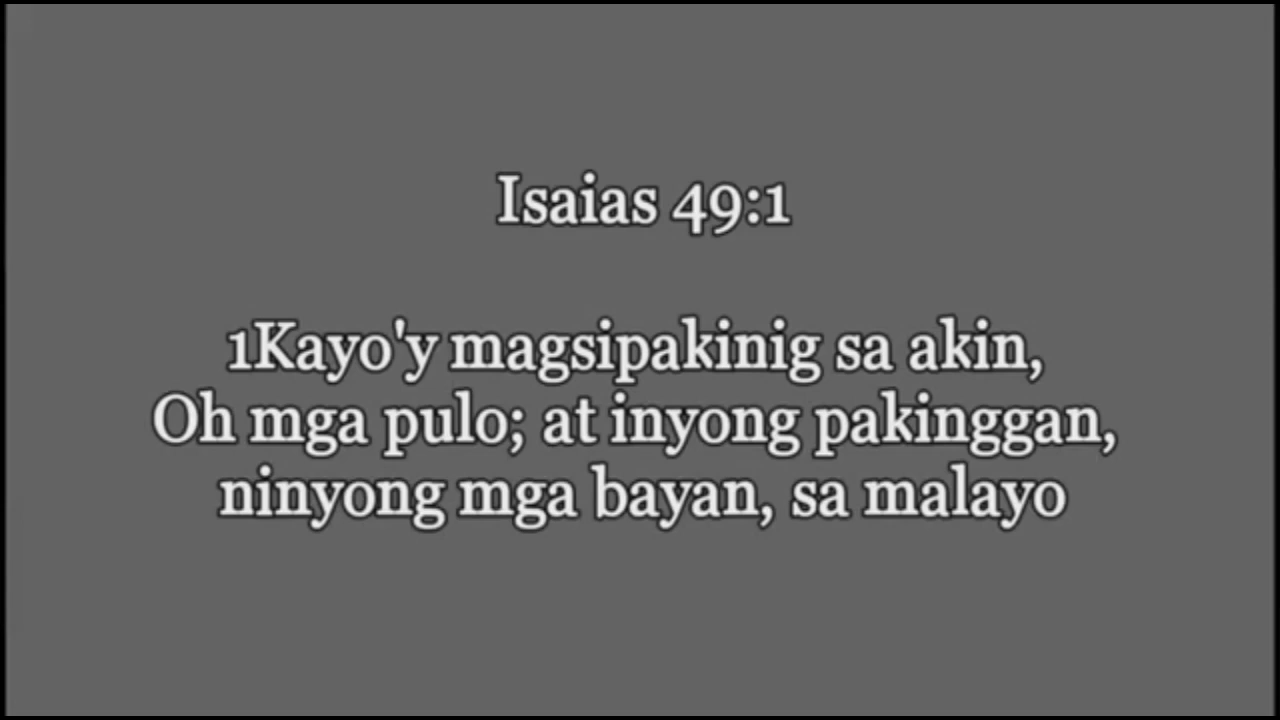 Isaias 49:1
1Kayo'y magsipakinig sa akin,
Oh mga pulo; at inyong pakinggan,
ninyong mga bayan, sa malayo